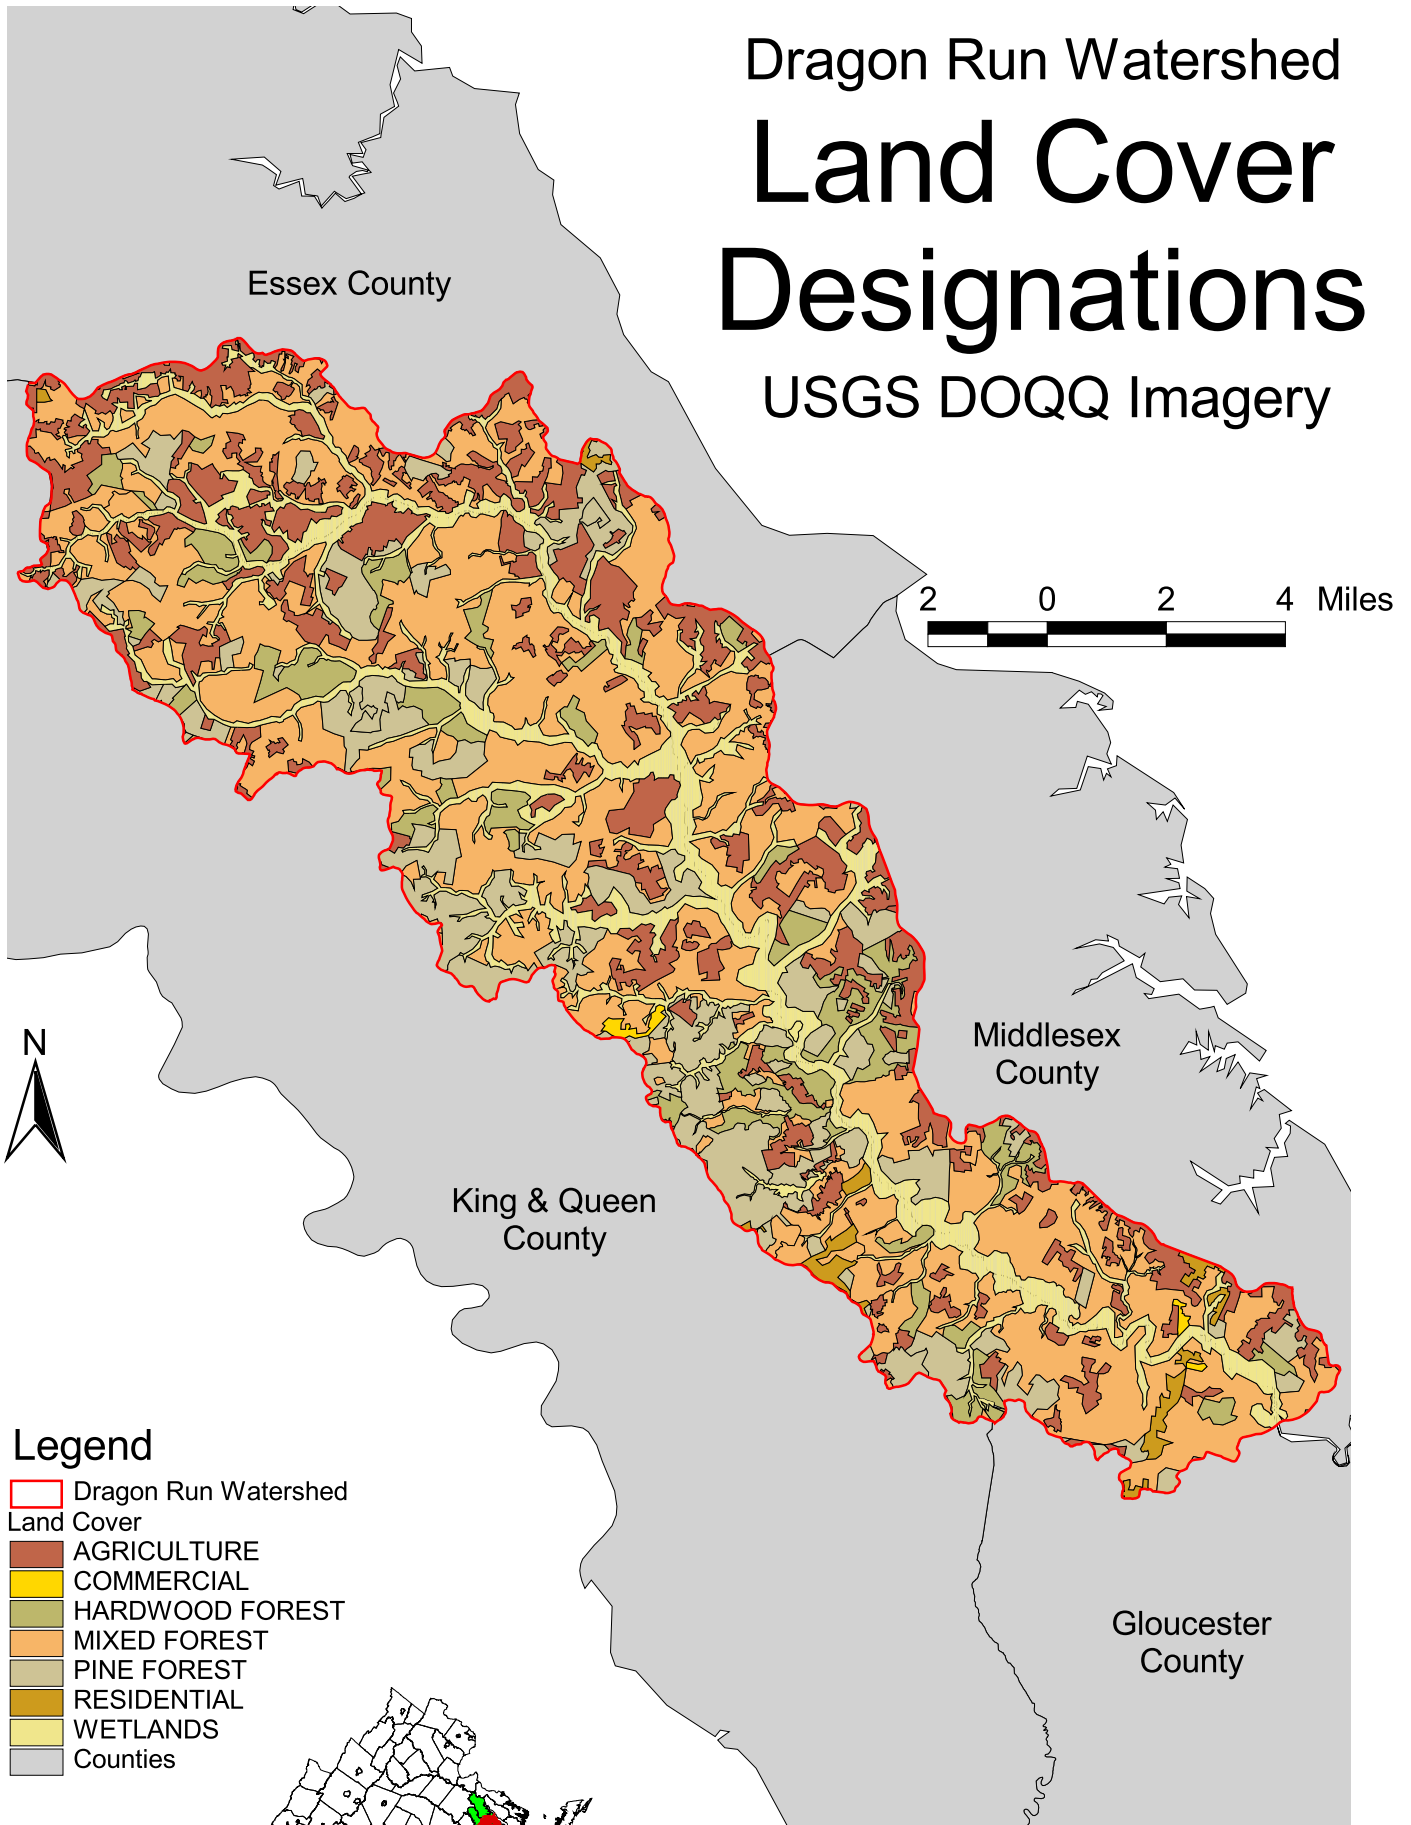 Dragon Run Watershed
Land Cover
Designations
USGS DOQQ Imagery
Essex County
2 0 2 4 Miles
N
Middlesex
County
King & Queen
County
Gloucester
County
Legend
Dragon Run Watershed
Land Cover
AGRICULTURE
COMMERCIAL
HARDWOOD FOREST
MIXED FOREST
PINE FOREST
RESIDENTIAL
WETLANDS
Counties